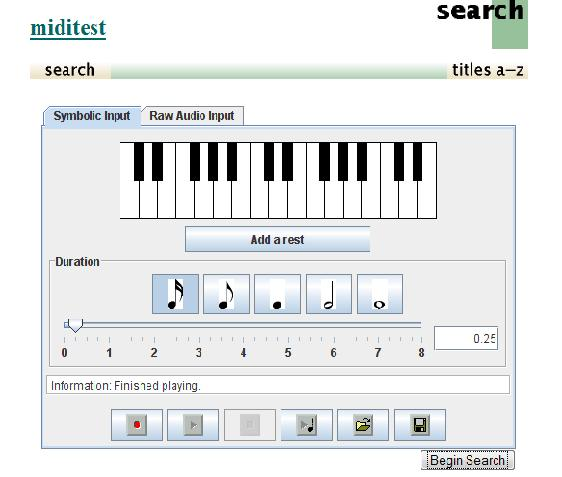 search
miditest
search titles a–z
Symbolic Input Raw Audio Input
Add a rest
Duration
0 1 2 3 4 5 6 7 8
0.25
Information: Finished playing.
Begin Search